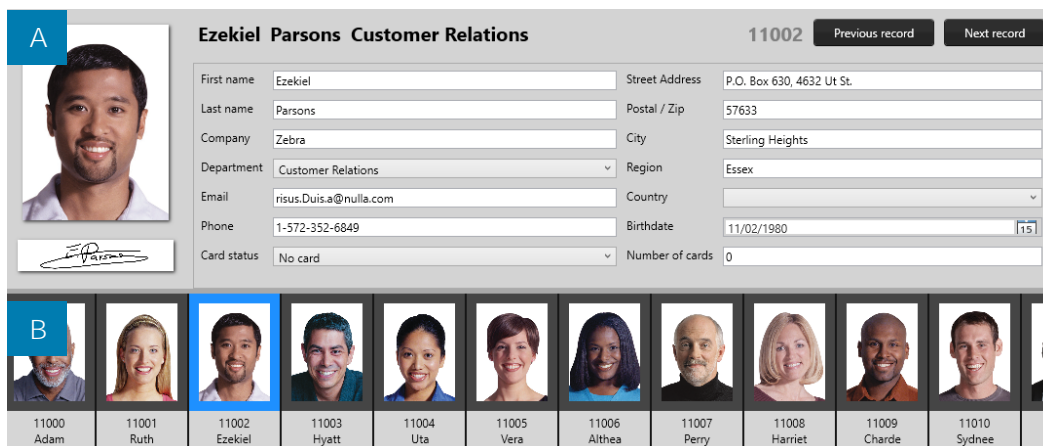 A
Ezekiel Parsons Customer Relations
11002
Previous record
Next record
First name
Ezekiel
Street Address
P.O. Box 630, 4632 Ut St.
Last name
Parsons
Postal / Zip
57633
Company
Zebra
City
Sterling Heights
Department
Customer Relations
Region
Essex
Email
risus.Duis.a@nulla.com
Country
Phone
1-572-352-6849
Birthdate
11/02/1980
15
Card status
No card
Number of cards
0
E Parsons
B
11000
Adam
11001
Ruth
11002
Ezekiel
11003
Hyatt
11004
Uta
11005
Vera
11006
Althea
11007
Perry
11008
Harriet
11009
Charde
11010
Sydnee